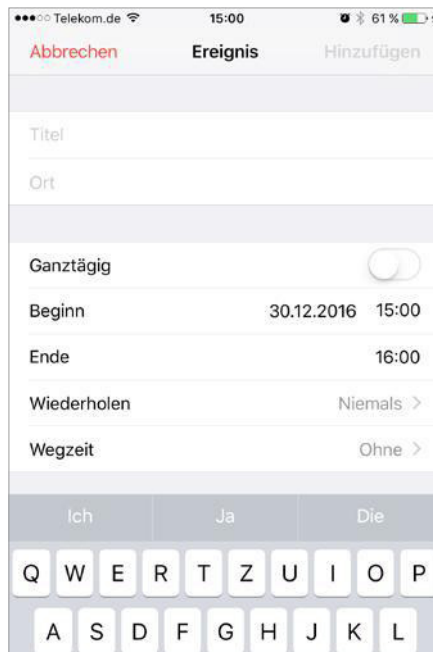 Telekom.de 15:00 61 %
Abbrechen Ereignis Hinzufügen
Titel
Ort
Ganztägig
Beginn 30.12.2016 15:00
Ende 16:00
Wiederholen Niemals >
Wegzeit Ohne >
Ich Ja Die
Q W E R T Z U I O P
A S D F G H J K L